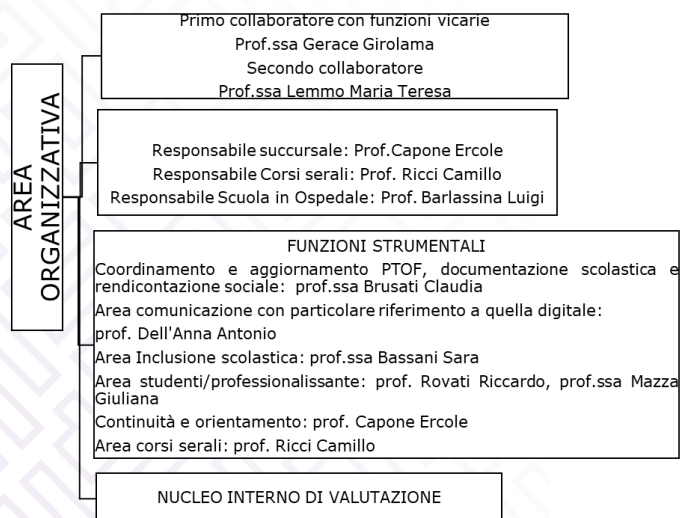 AREA
ORGANIZZATIVA
Primo collaboratore con funzioni vicarie
Prof.ssa Gerace Girolama
Secondo collaboratore
Prof.ssa Lemmo Maria Teresa
Responsabile succursale: Prof.Capone Ercole
Responsabile Corsi serali: Prof. Ricci Camillo
Responsabile Scuola in Ospedale: Prof. Barlassina Luigi
FUNZIONI STRUMENTALI
Coordinamento e aggiornamento PTOF, documentazione scolastica e
rendicontazione sociale: prof.ssa Brusati Claudia
Area comunicazione con particolare riferimento a quella digitale:
prof. Dell'Anna Antonio
Area Inclusione scolastica: prof.ssa Bassani Sara
Area studenti/professionalissante: prof. Rovati Riccardo, prof.ssa Mazza
Giuliana
Continuità e orientamento: prof. Capone Ercole
Area corsi serali: prof. Ricci Camillo
NUCLEO INTERNO DI VALUTAZIONE